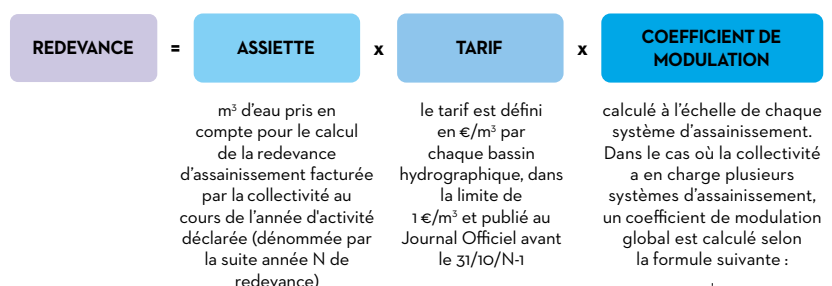 REDEVANCE = ASSIETTE x TARIF x COEFFICIENT DE
MODULATION
m³ d'eau pris en
compte pour le calcul
de la redevance
d'assainissement facturée
par la collectivité au
cours de l'année d'activité
déclarée (dénommée par
la suite année N de
redevance)
le tarif est défini
en €/m³ par
chaque bassin
hydrographique, dans
la limite de
1 €/m³ et publié au
Journal Officiel avant
le 31/10/N-1
calculé à l'échelle de chaque
système d'assainissement.
Dans le cas où la collectivité
a en charge plusieurs
systèmes d'assainissement,
un coefficient de modulation
global est calculé selon
la formule suivante :